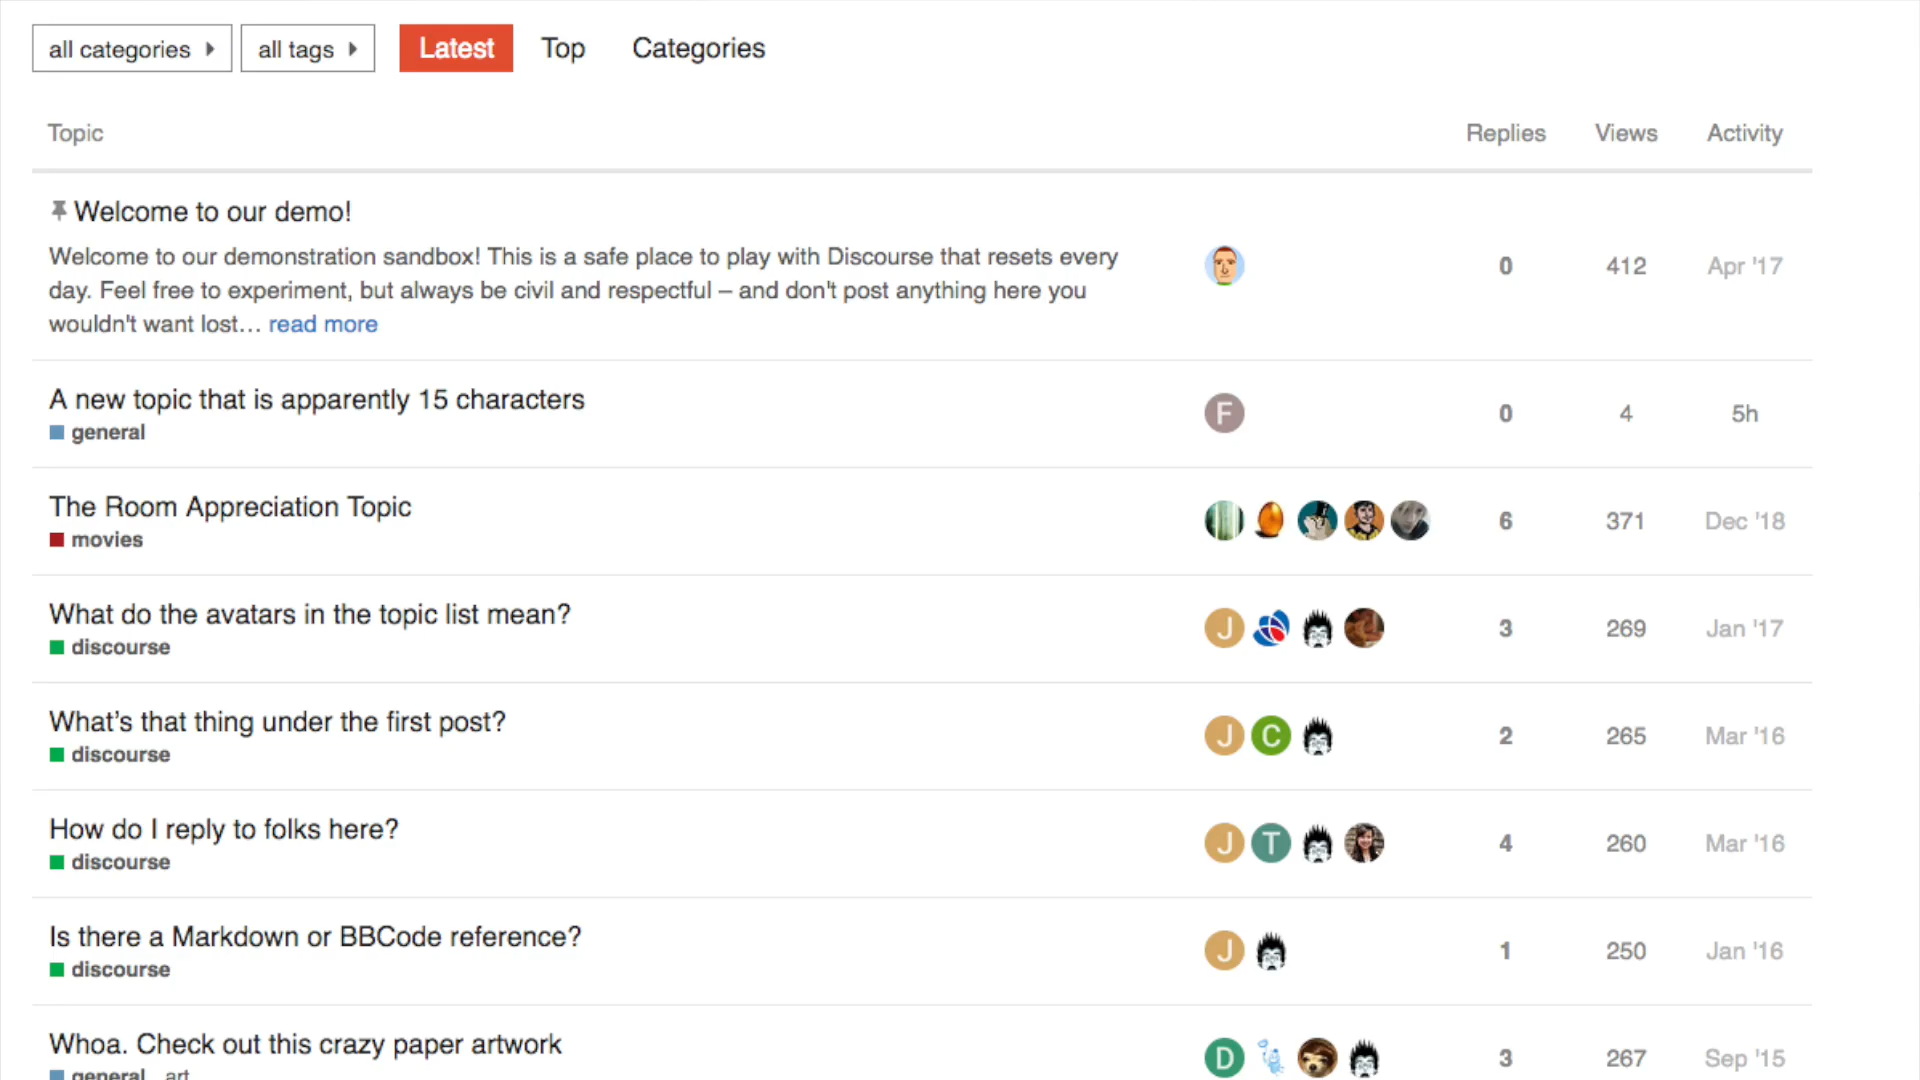 all categories all tags Latest Top Categories
Topic Replies Views Activity
Welcome to our demo!
Welcome to our demonstration sandbox! This is a safe place to play with Discourse that resets every
day. Feel free to experiment, but always be civil and respectful – and don't post anything here you
wouldn't want lost… read more
0 412 Apr '17
A new topic that is apparently 15 characters
general
F 0 4 5h
The Room Appreciation Topic
movies
6 371 Dec '18
What do the avatars in the topic list mean?
discourse
J 3 269 Jan '17
What’s that thing under the first post?
discourse
J C 2 265 Mar '16
How do I reply to folks here?
discourse
J T 4 260 Mar '16
Is there a Markdown or BBCode reference?
discourse
J 1 250 Jan '16
Whoa. Check out this crazy paper artwork
general art
D 3 267 Sep '15